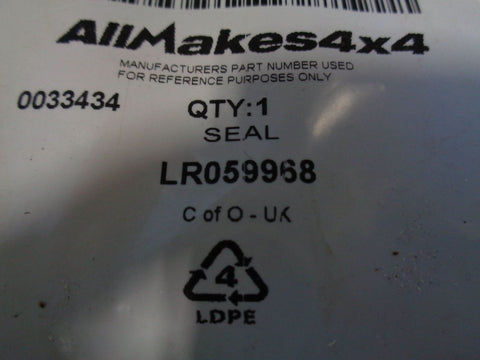 AllMakes4x4
MANUFACTURERS PART NUMBER USED
FOR REFERENCE PURPOSES ONLY
0033434
QTY:1
SEAL
LR059968
C of O - UK
4
LDPE